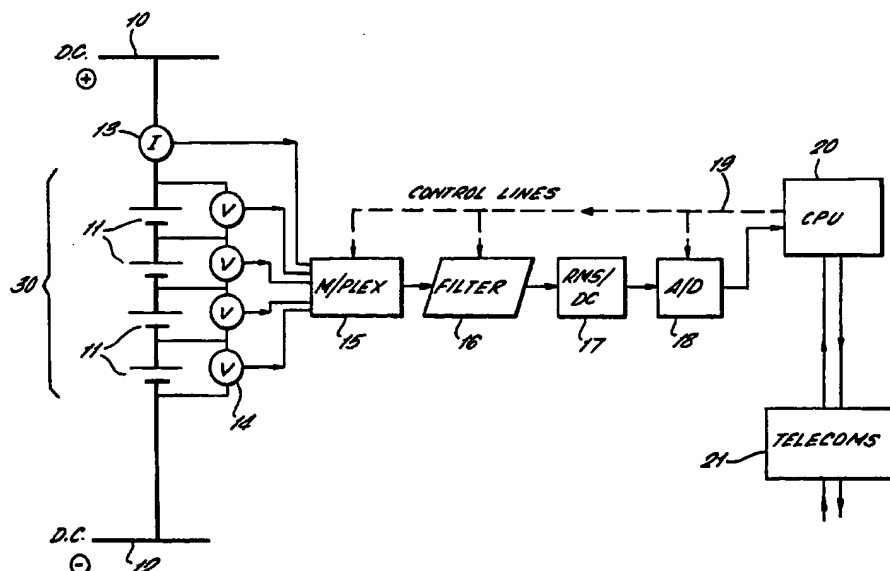 10
D.C.
⊕
13
I
20
CPU
19
CONTROL LINES
30
11
11
V
V
V
V
14
M/PLEX
15
FILTER
16
RMS/
DC
17
A/D
18
TELECOMS
21
D.C.
⊖